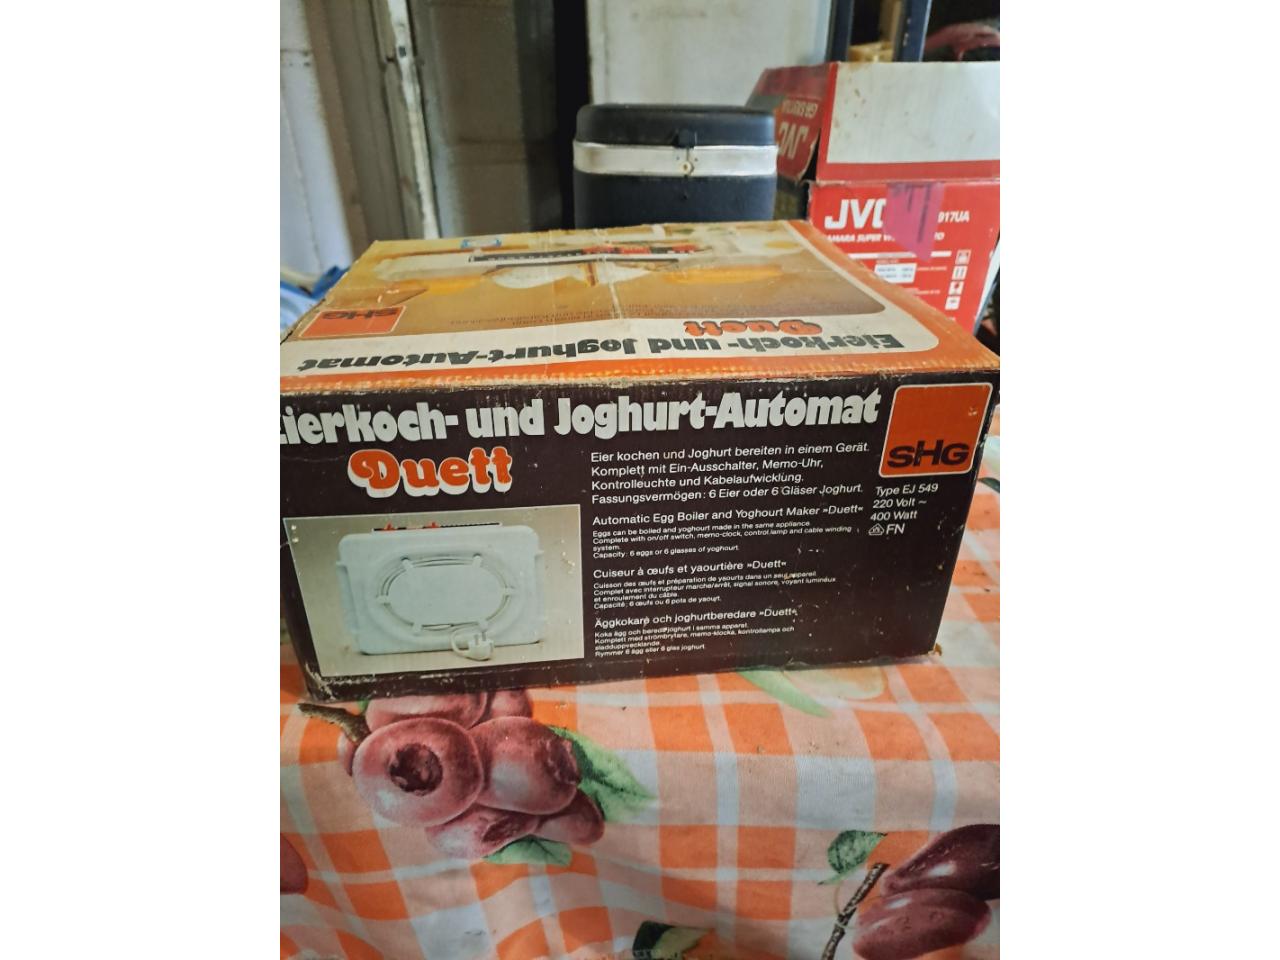 JVC
JVC
917UA
SHG
Duett
Eierkoch- und Joghurt-Automat
Eierkoch- und Joghurt-Automat
Duett
SHG
Eier kochen und Joghurt bereiten in einem Gerät.
Komplett mit Ein-Ausschalter, Memo-Uhr,
Kontrolleuchte und Kabelaufwicklung.
Fassungsvermögen: 6 Eier oder 6 Gläser Joghurt.
Type EJ 549
220 Volt ~
400 Watt
FN
Automatic Egg Boiler and Yoghourt Maker »Duett«
Eggs can be boiled and yoghourt made in the same appliance.
Complete with on/off switch, memo-clock, control lamp and cable winding
system.
Capacity: 6 eggs or 6 glasses of yoghourt.
Cuiseur à œufs et yaourtière »Duett«
Cuisson des œufs et préparation de yaourts dans un seul appareil.
Complet avec interrupteur marche/arrêt, signal sonore, voyant lumineux
et enroulement du câble.
Capacité: 6 œufs ou 6 pots de yaourt.
Äggkokare och joghurtberedare »Duett«
Koka ägg och bered joghurt i samma apparat.
Komplett med strömbrytare, memo-klocka, kontrollampa och
sladduppvecklande.
Rymmer 6 ägg eller 6 glas joghurt.